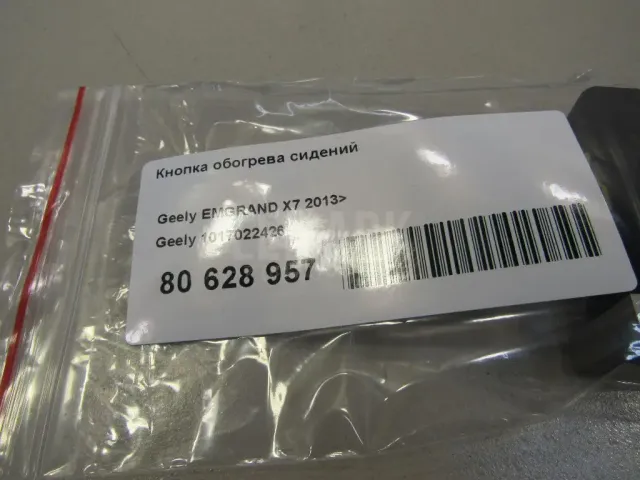 Кнопка обогрева сидений
Geely EMGRAND X7 2013>
Geely 1017022426
80 628 957